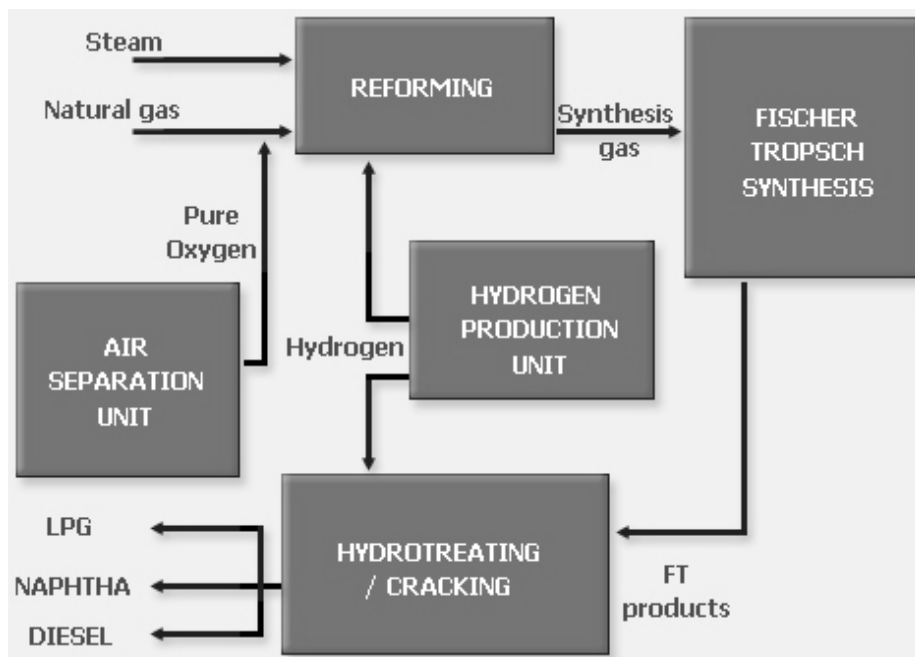 Steam
REFORMING
Natural gas
Synthesis
gas
FISCHER
TROPSCH
SYNTHESIS
Pure
Oxygen
AIR
SEPARATION
UNIT
Hydrogen
HYDROGEN
PRODUCTION
UNIT
LPG
NAPHTHA
DIESEL
HYDROTREATING
/ CRACKING
FT
products